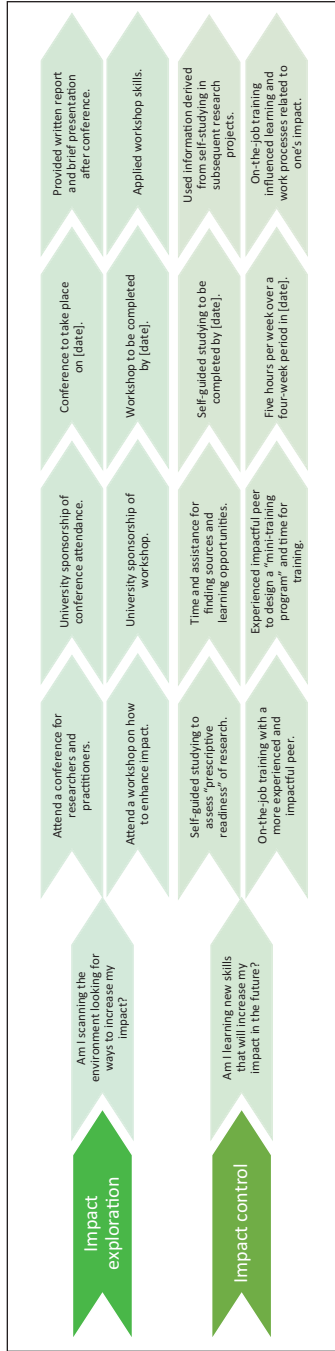 Impact
exploration
Am I scanning the
environment looking for
ways to increase my
impact?
Attend a conference for
researchers and
practitioners.
University sponsorship of
conference attendance.
Conference to take place
on [date].
Provided written report
and brief presentation
after conference.
Attend a workshop on how
to enhance impact.
University sponsorship of
workshop.
Workshop to be completed
by [date].
Applied workshop skills.
Impact control
Am I learning new skills
that will increase my
impact in the future?
Self-guided studying to
assess “prescriptive
readiness” of research.
Time and assistance for
finding sources and
learning opportunities.
Self-guided studying to be
completed by [date].
Used information derived
from self-studying in
subsequent research
projects.
On-the-job training with a
more experienced and
impactful peer.
Experienced impactful peer
to design a “mini-training
program” and time for
training.
Five hours per week over a
four-week period in [date].
On-the-job training
influenced learning and
work processes related to
one’s impact.